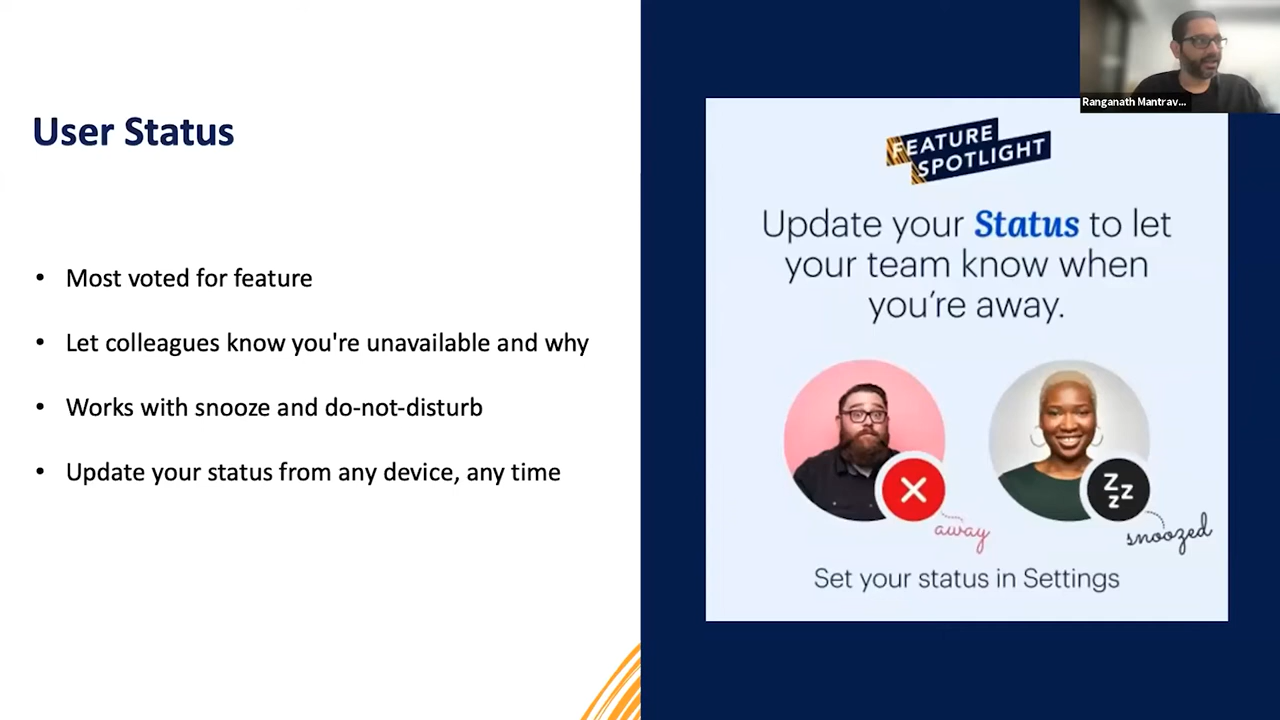 User Status
• Most voted for feature
• Let colleagues know you're unavailable and why
• Works with snooze and do-not-disturb
• Update your status from any device, any time
Ranganath Mantrav...
FEATURE
SPOTLIGHT
Update your Status to let
your team know when
you're away.
away
zzz
snoozed
Set your status in Settings